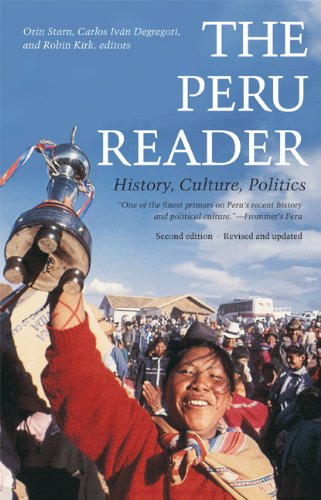 Orin Starn, Carlos Iván Degregori,
and Robin Kirk, editors
THE
PERU
READER
History, Culture, Politics
“One of the finest primers on Peru’s recent history
and political culture.”—Frommer’s Peru
Second edition · Revised and updated